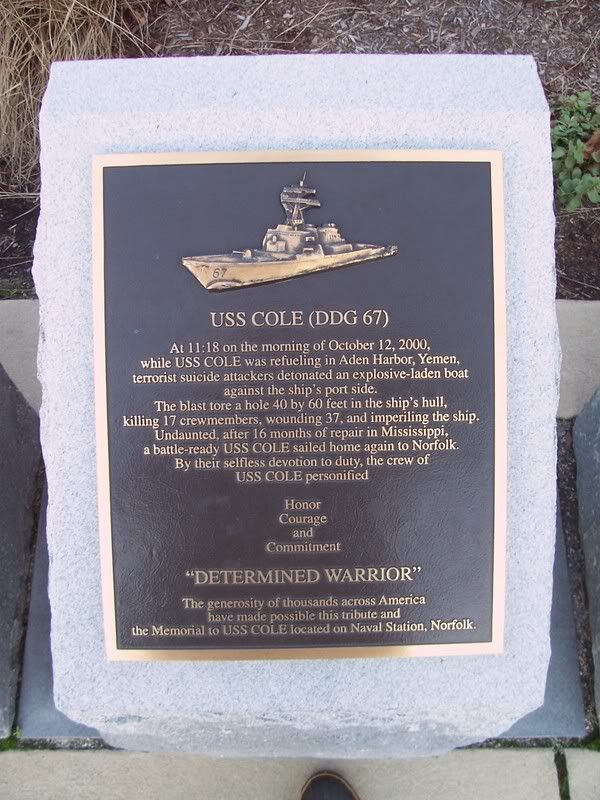 67
USS COLE (DDG 67)
At 11:18 on the morning of October 12, 2000,
while USS COLE was refueling in Aden Harbor, Yemen,
terrorist suicide attackers detonated an explosive-laden boat
against the ship's port side.
The blast tore a hole 40 by 60 feet in the ship's hull,
killing 17 crewmembers, wounding 37, and imperiling the ship.
Undaunted, after 16 months of repair in Mississippi,
a battle-ready USS COLE sailed home again to Norfolk.
By their selfless devotion to duty, the crew of
USS COLE personified
Honor
Courage
and
Commitment
"DETERMINED WARRIOR"
The generosity of thousands across America
have made possible this tribute and
the Memorial to USS COLE located on Naval Station, Norfolk.